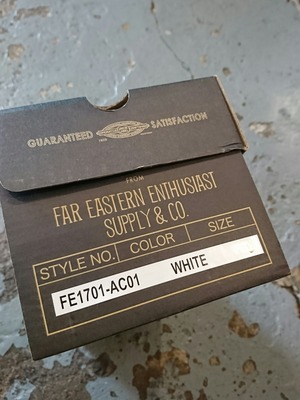 GUARANTEED SATISFACTION
FROM
FAR EASTERN ENTHUSIAST
SUPPLY & CO.
STYLE NO. COLOR SIZE
FE1701-AC01 WHITE -